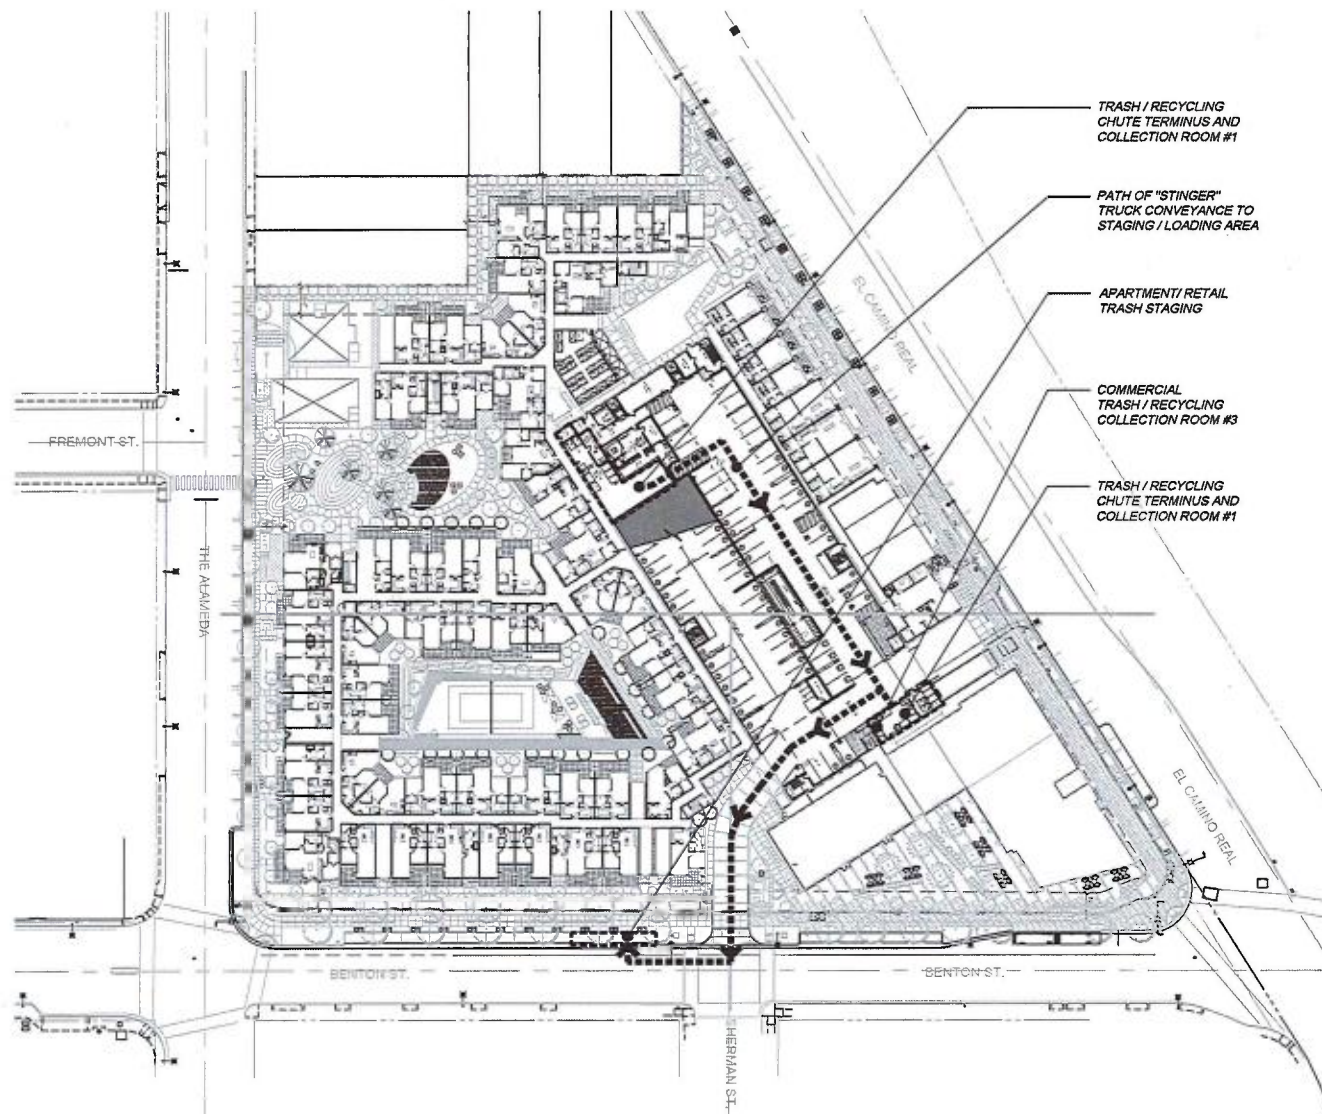 TRASH / RECYCLING
CHUTE TERMINUS AND
COLLECTION ROOM #1
PATH OF "STINGER"
TRUCK CONVEYANCE TO
STAGING / LOADING AREA
APARTMENT/ RETAIL
TRASH STAGING
COMMERCIAL
TRASH / RECYCLING
COLLECTION ROOM #3
TRASH / RECYCLING
CHUTE TERMINUS AND
COLLECTION ROOM #1
EL CAMINO REAL
FREMONT ST.
THE ALAMEDA
EL CAMINO REAL
BENTON ST.
BENTON ST.
SHERMAN ST.